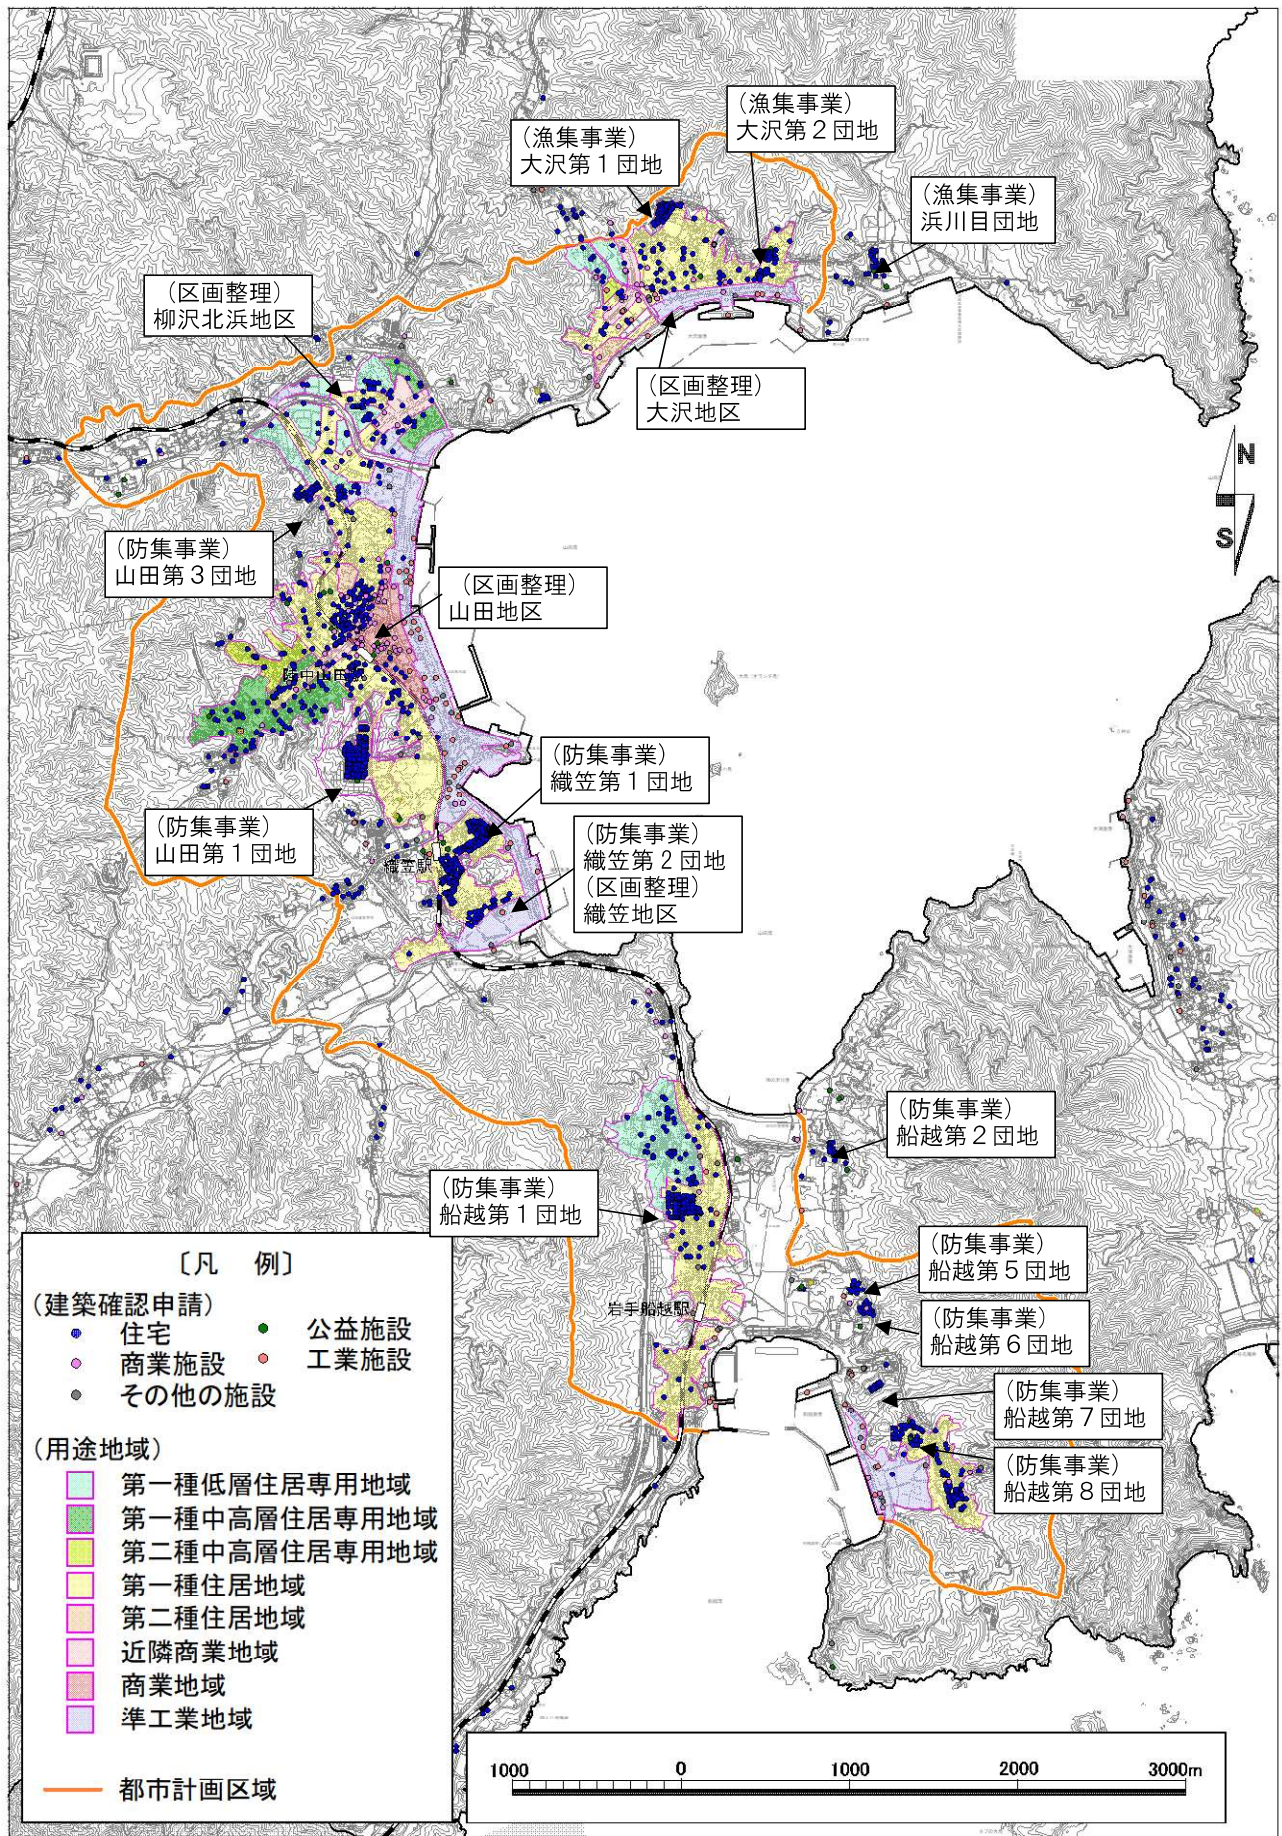 (漁集事業)
大沢第２団地
(漁集事業)
大沢第１団地
(漁集事業)
浜川目団地
(区画整理)
柳沢北浜地区
(区画整理)
大沢地区
N
S
(防集事業)
山田第３団地
(区画整理)
山田地区
陸中山田駅
(防集事業)
織笠第１団地
(防集事業)
山田第１団地
(防集事業)
織笠第２団地
(区画整理)
織笠地区
織笠駅
(防集事業)
船越第２団地
(防集事業)
船越第１団地
(防集事業)
船越第５団地
岩手船越駅
(防集事業)
船越第６団地
(防集事業)
船越第７団地
(防集事業)
船越第８団地
〔凡　例〕
(建築確認申請)
住宅
公益施設
商業施設
工業施設
その他の施設
(用途地域)
第一種低層住居専用地域
第一種中高層住居専用地域
第二種中高層住居専用地域
第一種住居地域
第二種住居地域
近隣商業地域
商業地域
準工業地域
都市計画区域
1000 0 1000 2000 3000m